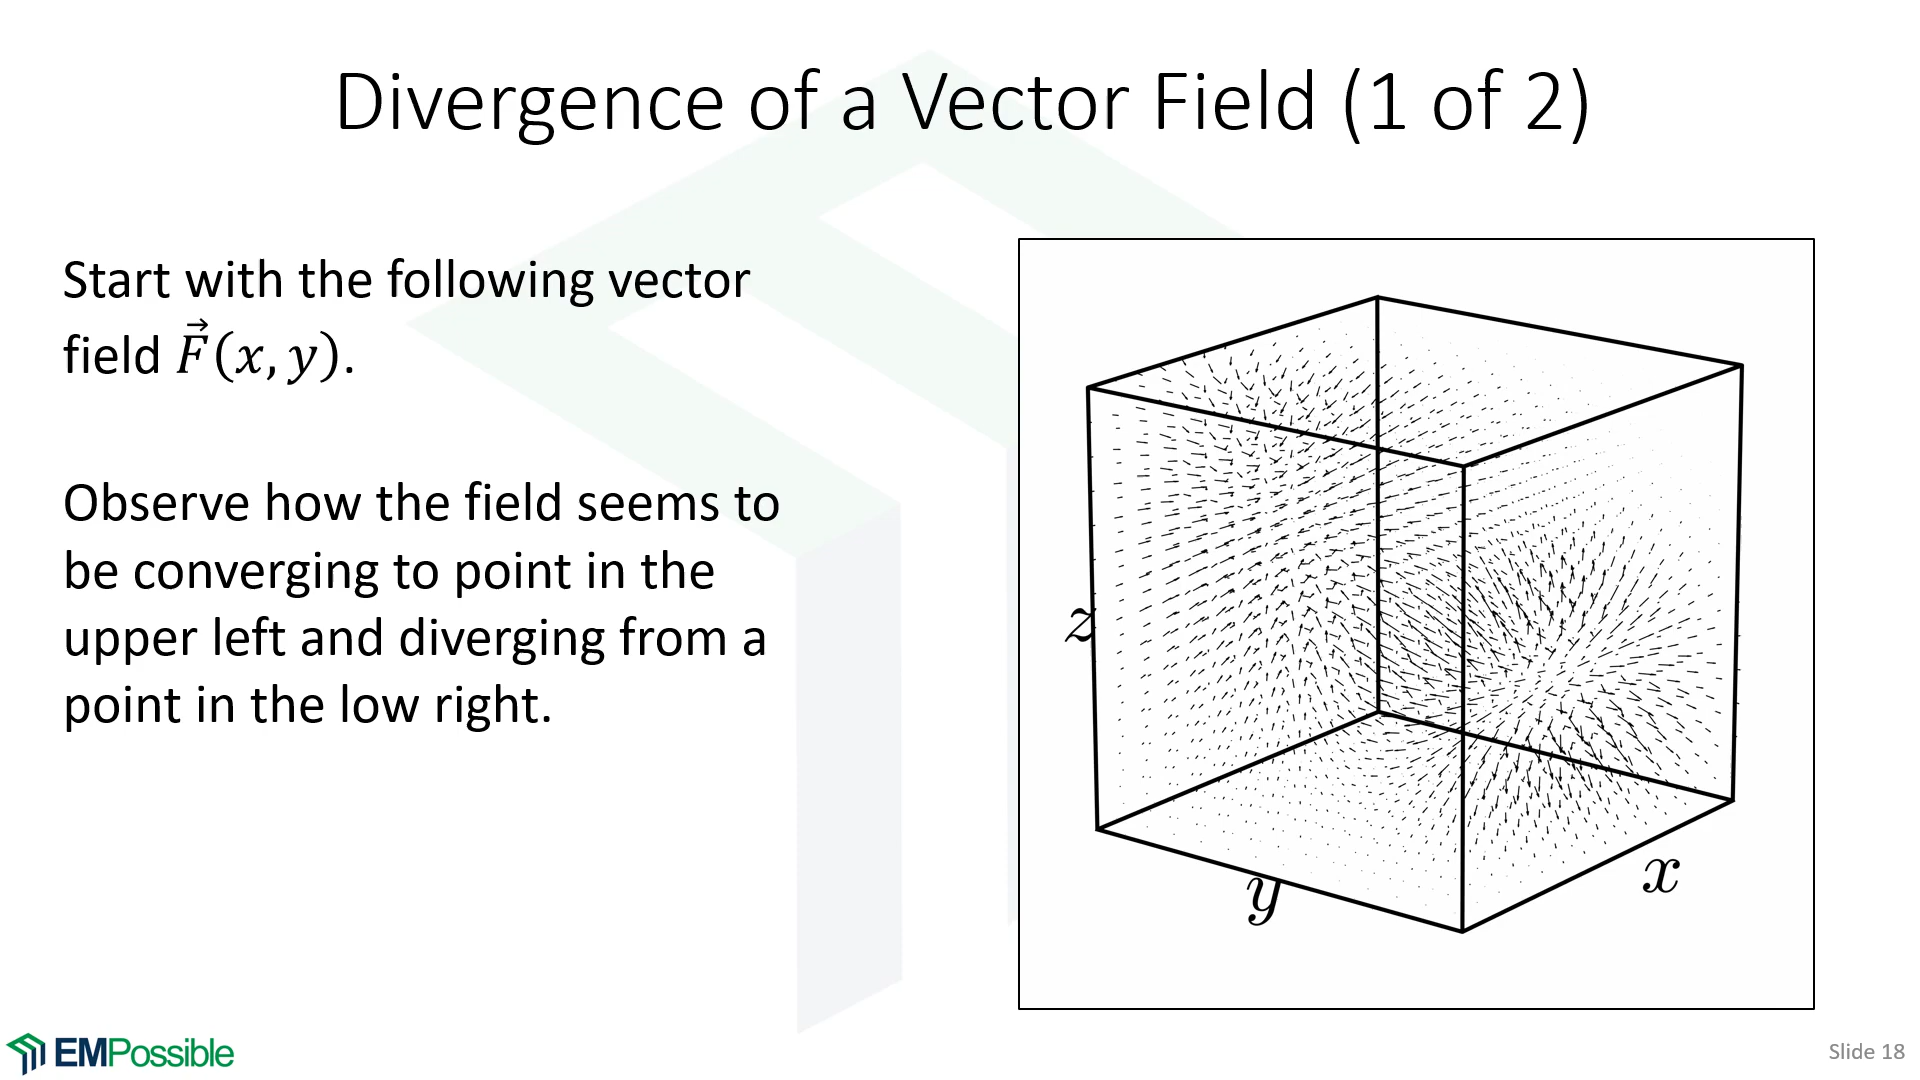 Divergence of a Vector Field (1 of 2)
Start with the following vector
field F⃗(x, y).
Observe how the field seems to
be converging to point in the
upper left and diverging from a
point in the low right.
z
y
x
EMPossible
Slide 18